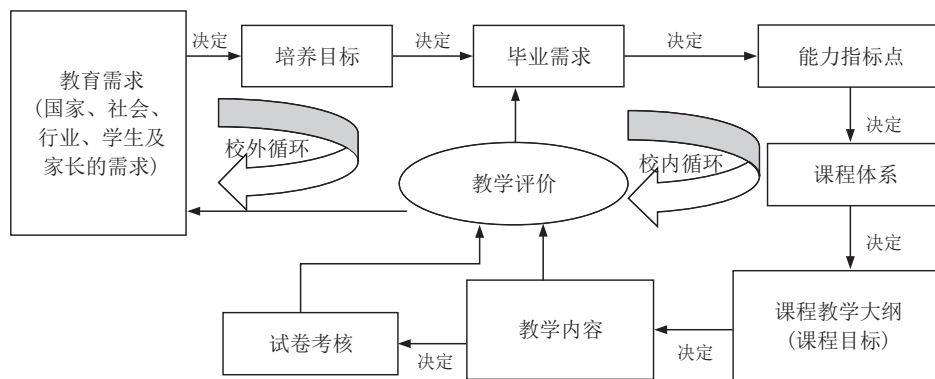 决定
培养目标
决定
毕业需求
决定
能力指标点
教育需求
(国家、社会、
行业、学生及
家长的需求)
决定
校外循环
校内循环
教学评价
课程体系
决定
课程教学大纲
(课程目标)
决定
教学内容
决定
试卷考核